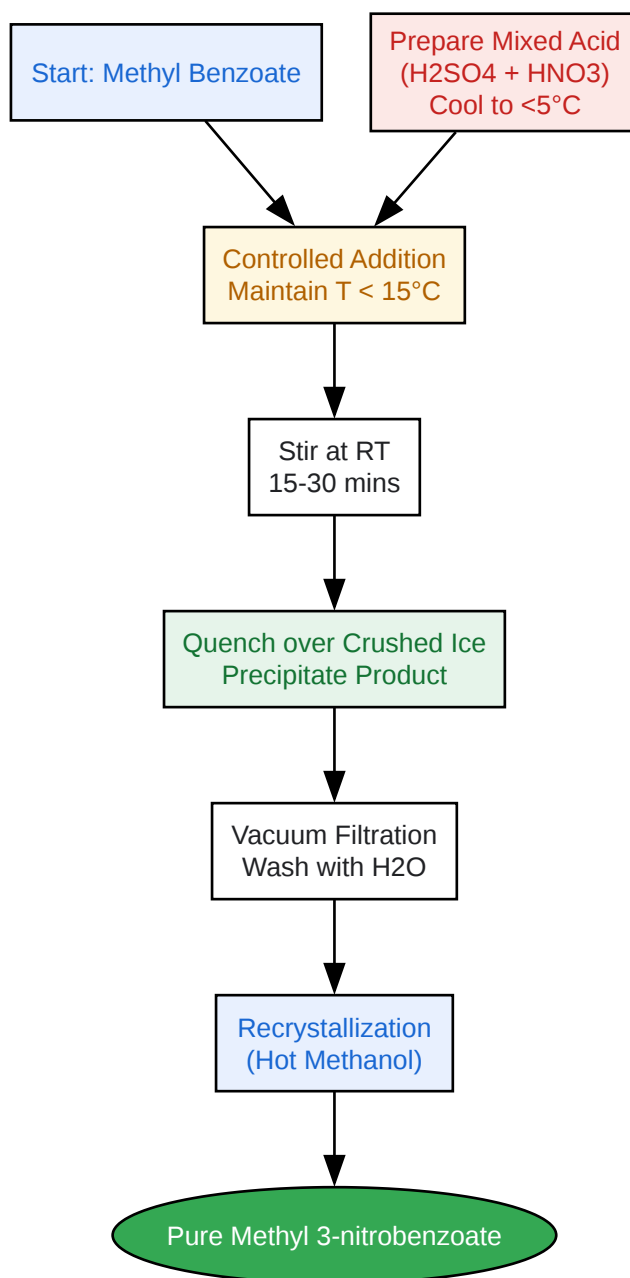 Start: Methyl Benzoate
Prepare Mixed Acid
(H2SO4 + HNO3)
Cool to <5°C
Controlled Addition
Maintain T < 15°C
Stir at RT
15-30 mins
Quench over Crushed Ice
Precipitate Product
Vacuum Filtration
Wash with H2O
Recrystallization
(Hot Methanol)
Pure Methyl 3-nitrobenzoate